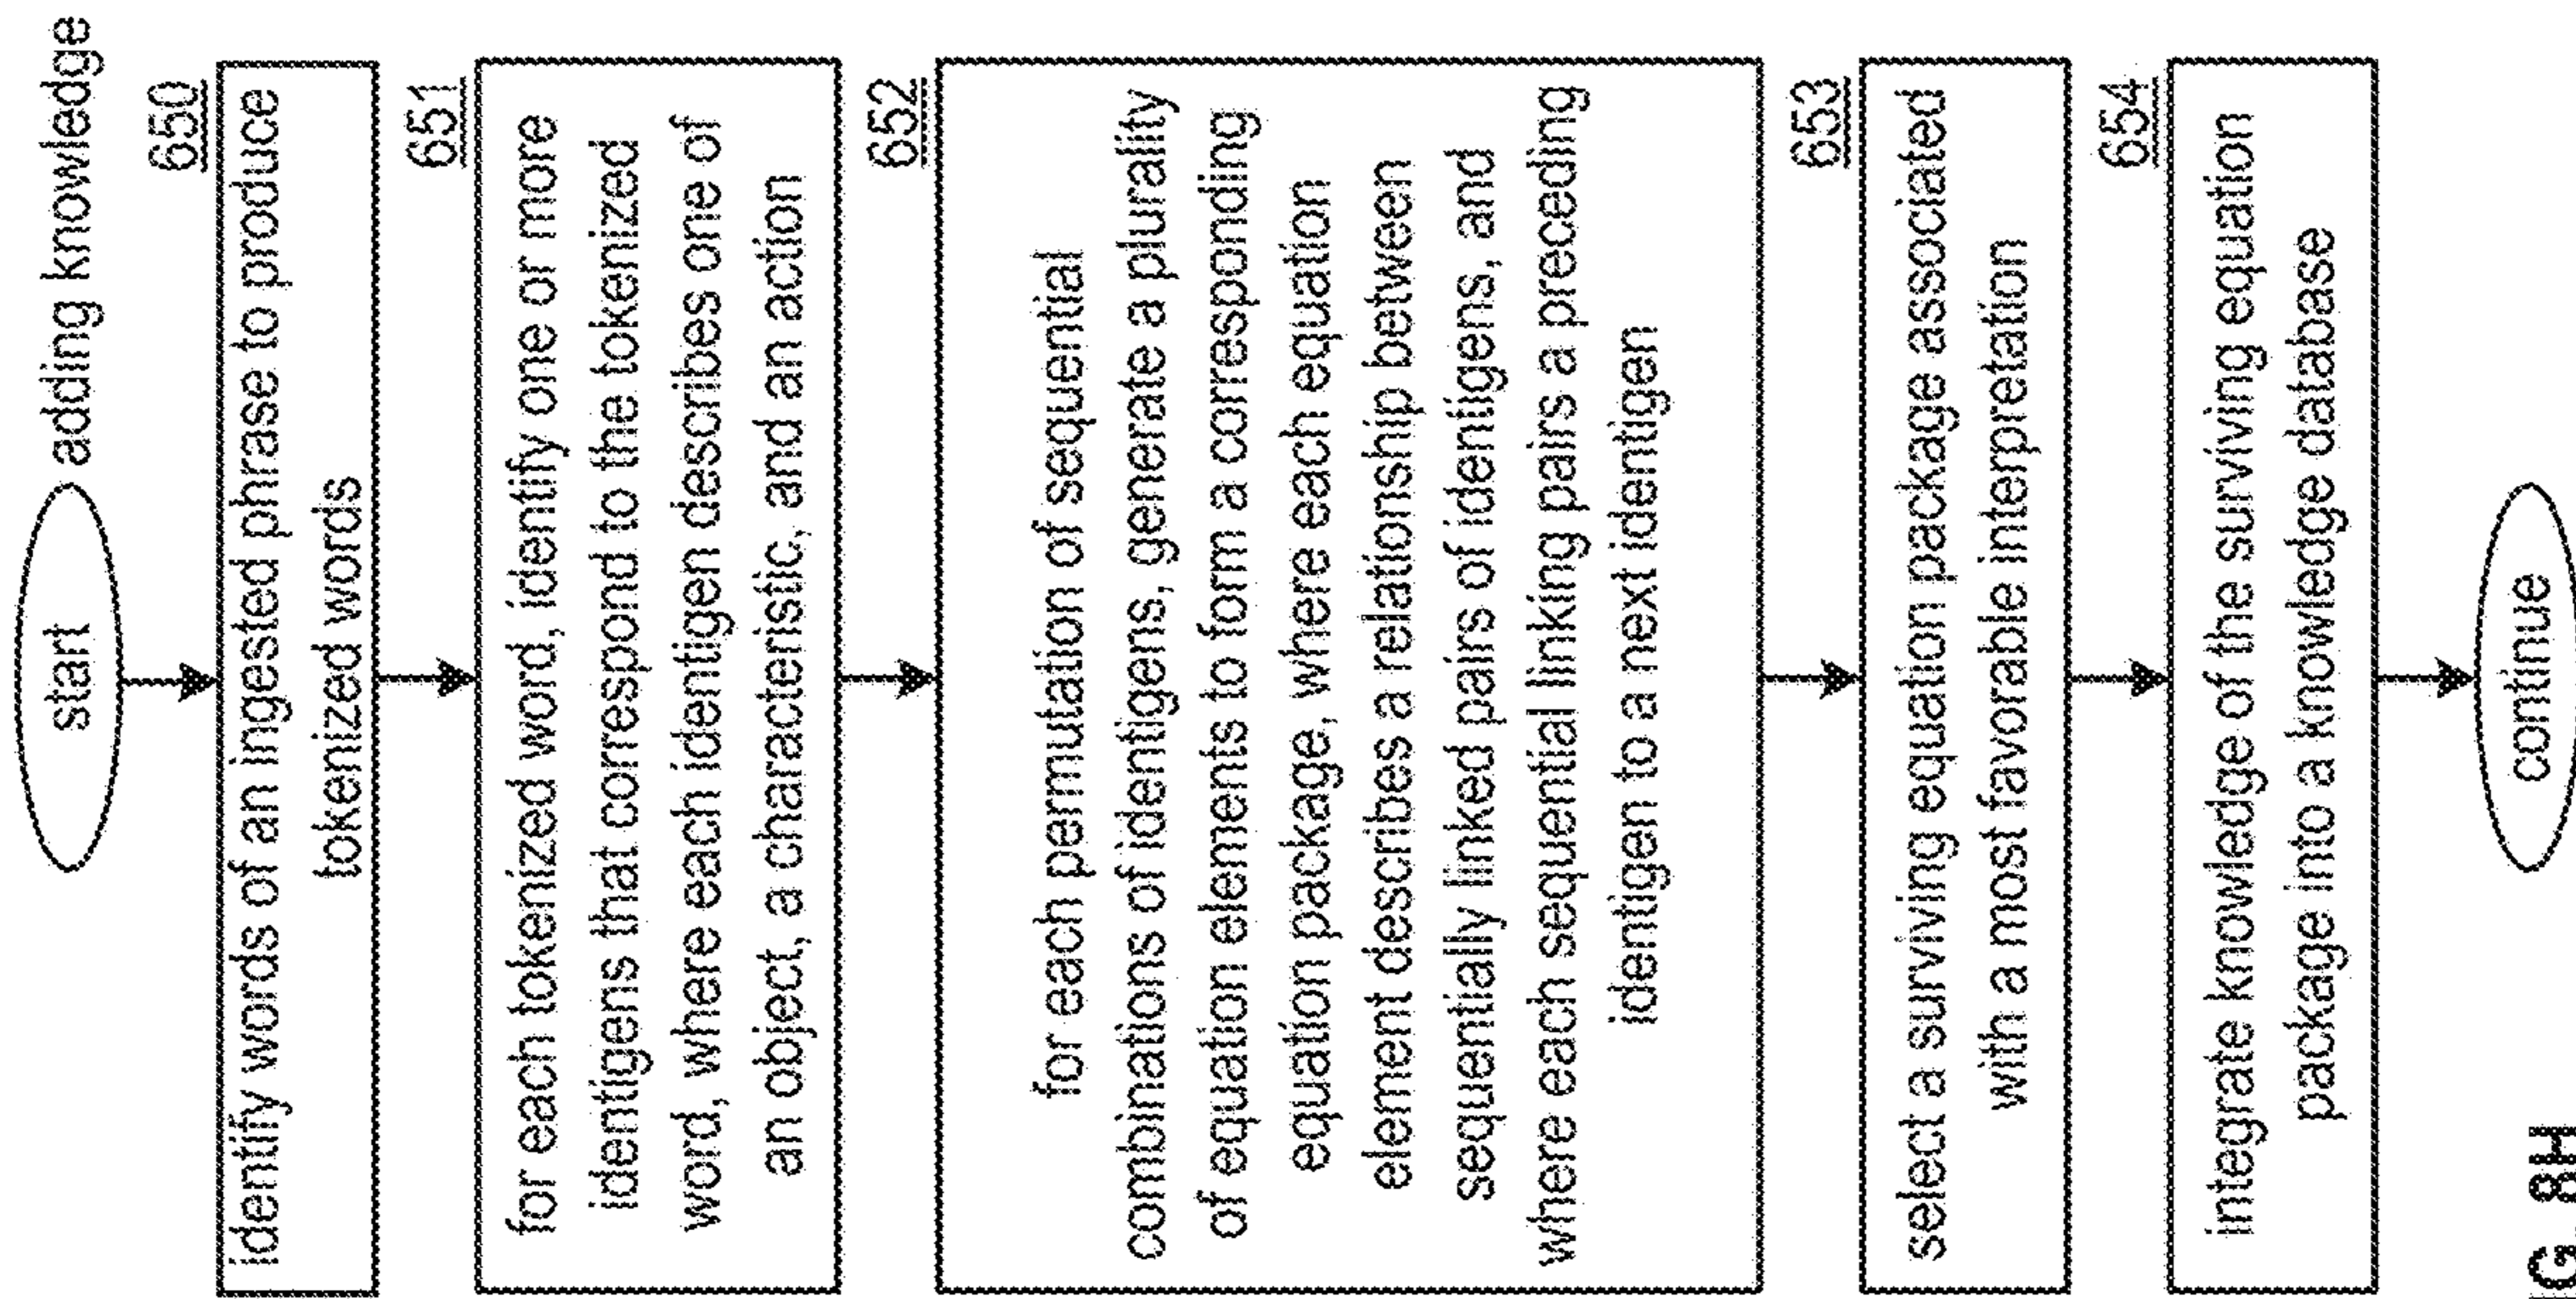 start
adding knowledge
650
identify words of an ingested phrase to produce
tokenized words
651
for each tokenized word, identify one or more
identigens that correspond to the tokenized
word, where each identigen describes one of
an object, a characteristic, and an action
652
for each permutation of sequential
combinations of identigens, generate a plurality
of equation elements to form a corresponding
equation package, where each equation
element describes a relationship between
sequentially linked pairs of identigens, and
where each sequential linking pairs a preceding
identigen to a next identigen
653
select a surviving equation package associated
with a most favorable interpretation
654
integrate knowledge of the surviving equation
package into a knowledge database
continue
IG. 8H